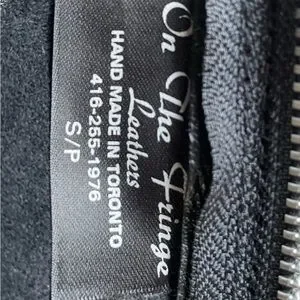 On The Fringe
Leathers
HAND MADE IN TORONTO
416-255-1976
S/P